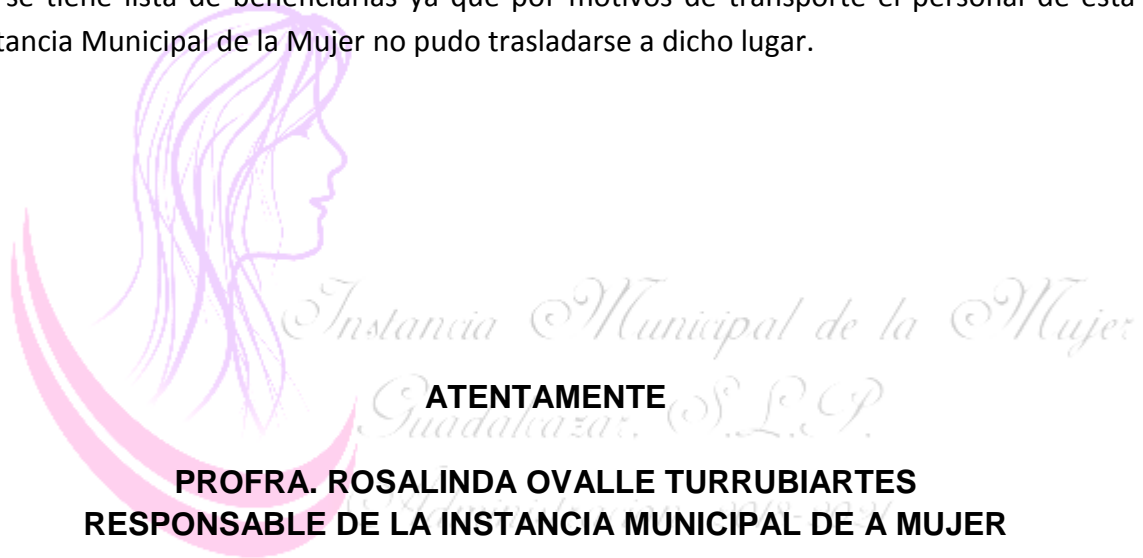 se tiene lista de beneficiarias ya que por motivos de transporte el personal de esta
tancia Municipal de la Mujer no pudo trasladarse a dicho lugar.
Instancia Municipal de la Mujer
ATENTAMENTE
Guadalcazar, S.L.P.
PROFRA. ROSALINDA OVALLE TURRUBIARTES
RESPONSABLE DE LA INSTANCIA MUNICIPAL DE A MUJER